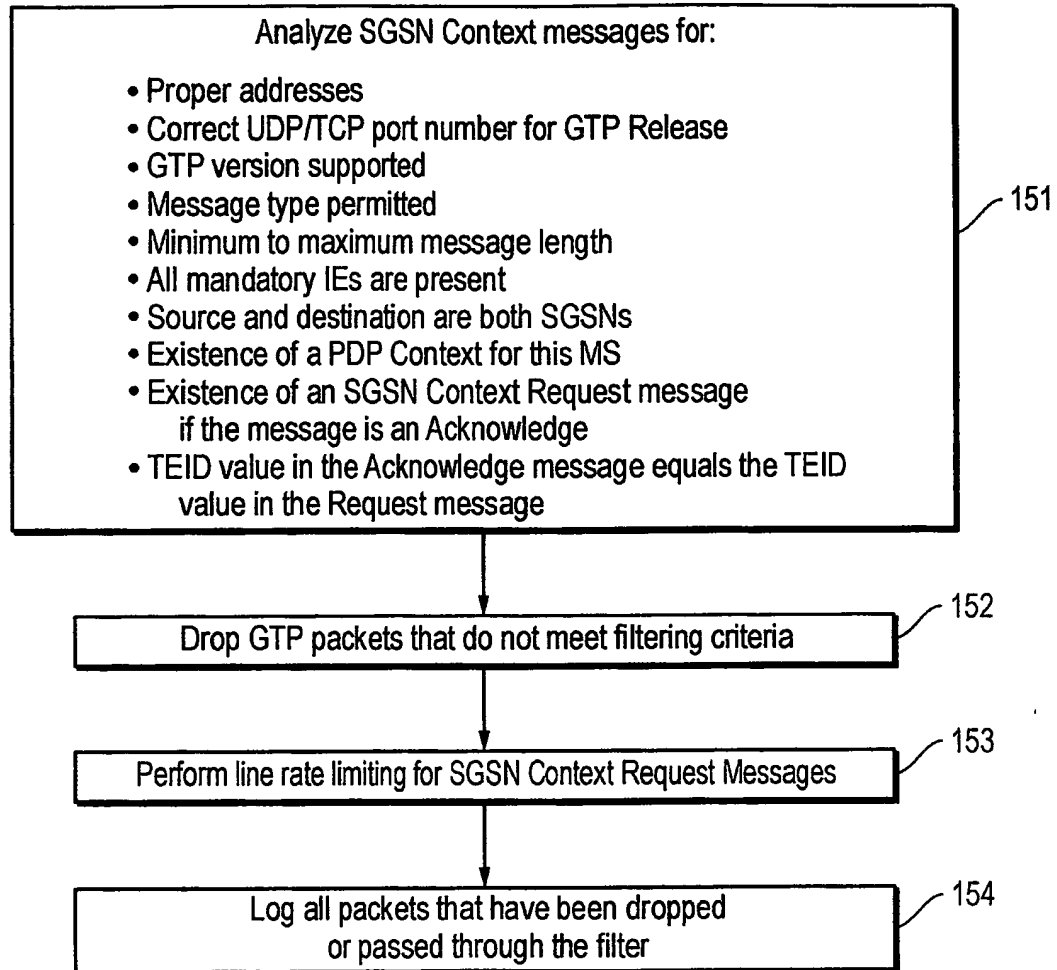 Analyze SGSN Context messages for:
• Proper addresses
• Correct UDP/TCP port number for GTP Release
• GTP version supported
• Message type permitted
• Minimum to maximum message length
• All mandatory IEs are present
• Source and destination are both SGSNs
• Existence of a PDP Context for this MS
• Existence of an SGSN Context Request message
if the message is an Acknowledge
• TEID value in the Acknowledge message equals the TEID
value in the Request message
151
Drop GTP packets that do not meet filtering criteria
152
Perform line rate limiting for SGSN Context Request Messages
153
Log all packets that have been dropped
or passed through the filter
154